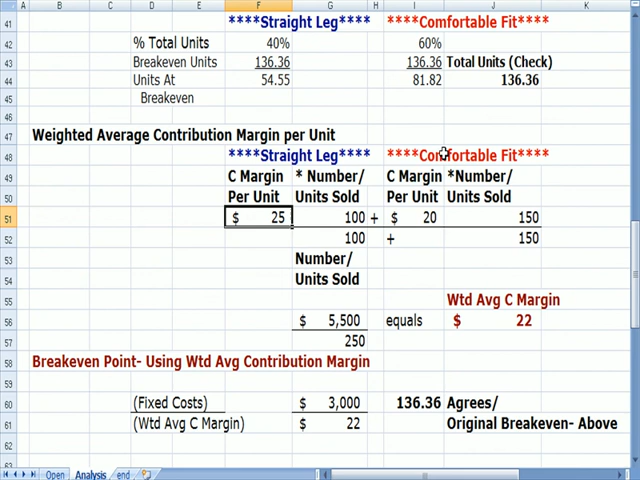 A B C D E F G H I J K
41 ****Straight Leg**** ****Comfortable Fit****
42 % Total Units 40% 60%
43 Breakeven Units 136.36 136.36 Total Units (Check)
44 Units At 54.55 81.82 136.36
45 Breakeven
46
47 Weighted Average Contribution Margin per Unit
48 ****Straight Leg**** ****Comfortable Fit****
49 C Margin * Number/ C Margin *Number/
50 Per Unit Units Sold Per Unit Units Sold
51 $ 25 100 + $ 20 150
52 100 + 150
53 Number/
54 Units Sold
55 Wtd Avg C Margin
56 $ 5,500 equals $ 22
57 250
58 Breakeven Point- Using Wtd Avg Contribution Margin
59
60 (Fixed Costs) $ 3,000 136.36 Agrees/
61 (Wtd Avg C Margin) $ 22 Original Breakeven- Above
62
63
Open Analysis end